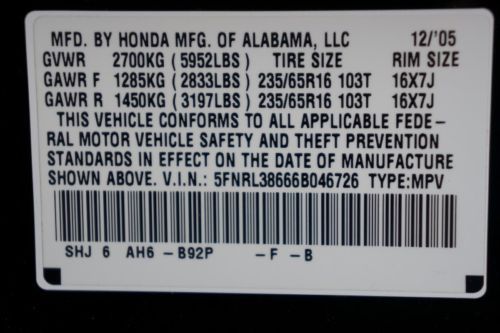 MFD. BY HONDA MFG. OF ALABAMA, LLC 12/'05
GVWR 2700KG (5952LBS) TIRE SIZE RIM SIZE
GAWR F 1285KG (2833LBS) 235/65R16 103T 16X7J
GAWR R 1450KG (3197LBS) 235/65R16 103T 16X7J
THIS VEHICLE CONFORMS TO ALL APPLICABLE FEDE-
RAL MOTOR VEHICLE SAFETY AND THEFT PREVENTION
STANDARDS IN EFFECT ON THE DATE OF MANUFACTURE
SHOWN ABOVE. V.I.N.: 5FNRL38666B046726 TYPE:MPV
SHJ 6 AH6 -B92P -F -B